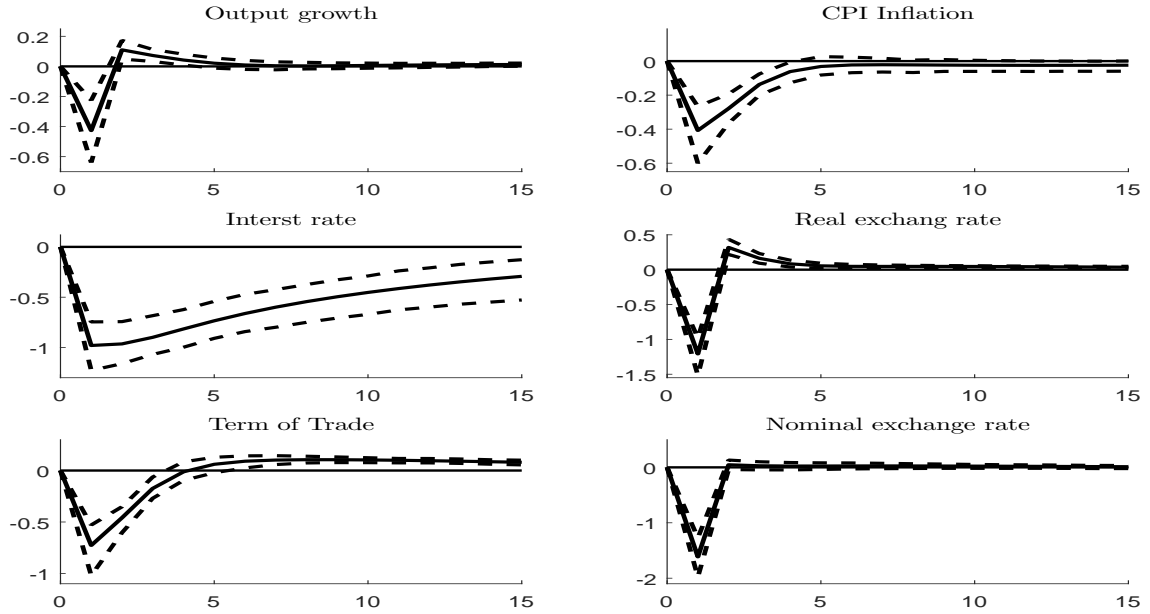 Output growth
0.2
0
-0.2
-0.4
-0.6
0 5 10 15
CPI Inflation
0
-0.2
-0.4
-0.6
0 5 10 15
Interst rate
0
-0.5
-1
0 5 10 15
Real exchang rate
0.5
0
-0.5
-1
-1.5
0 5 10 15
Term of Trade
0
-0.5
-1
0 5 10 15
Nominal exchange rate
0
-1
-2
0 5 10 15